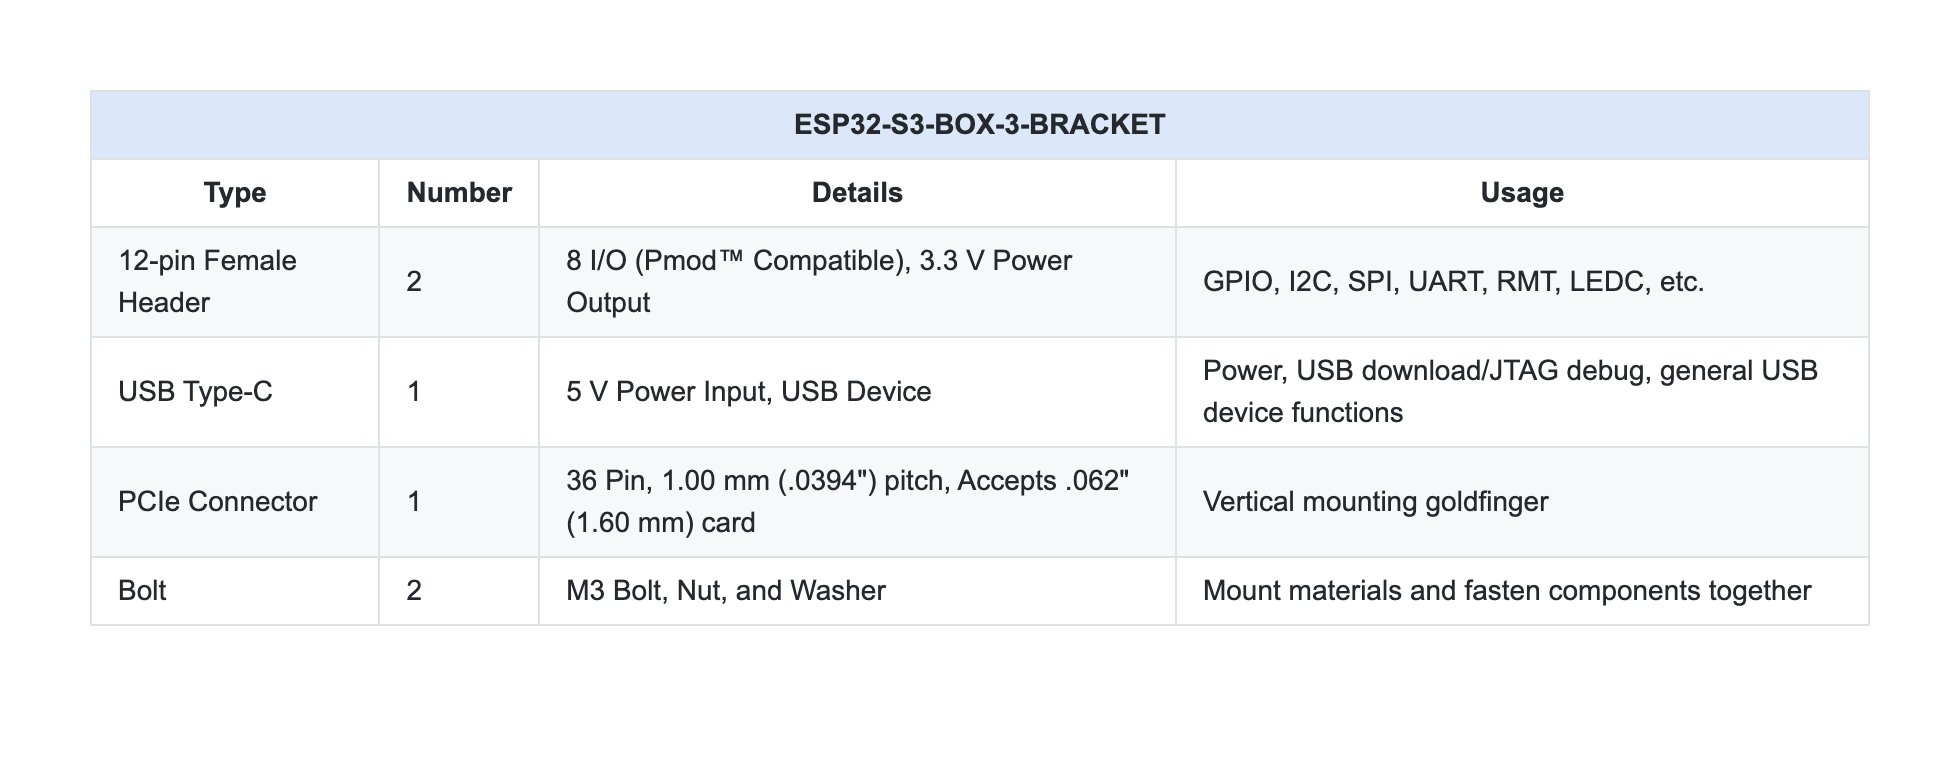 ESP32-S3-BOX-3-BRACKET
Type Number Details Usage
12-pin Female
Header
2
8 I/O (Pmod™ Compatible), 3.3 V Power
Output
GPIO, I2C, SPI, UART, RMT, LEDC, etc.
USB Type-C
1
5 V Power Input, USB Device
Power, USB download/JTAG debug, general USB
device functions
PCIe Connector
1
36 Pin, 1.00 mm (.0394") pitch, Accepts .062"
(1.60 mm) card
Vertical mounting goldfinger
Bolt
2
M3 Bolt, Nut, and Washer
Mount materials and fasten components together